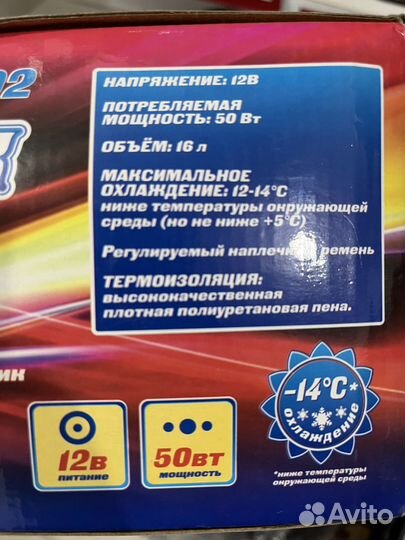 02
НАПРЯЖЕНИЕ: 12В
ПОТРЕБЛЯЕМАЯ
МОЩНОСТЬ: 50 Вт
ОБЪЁМ: 16 л
МАКСИМАЛЬНОЕ
ОХЛАЖДЕНИЕ: 12-14°С
ниже температуры окружающей
среды (но не ниже +5°С)
Регулируемый наплечный ремень
ТЕРМОИЗОЛЯЦИЯ:
высококачественная
плотная полиуретановая пена.
ик
-14°С*
охлаждение
12в
питание
50вт
мощность
*ниже температуры
окружающей среды
Avito